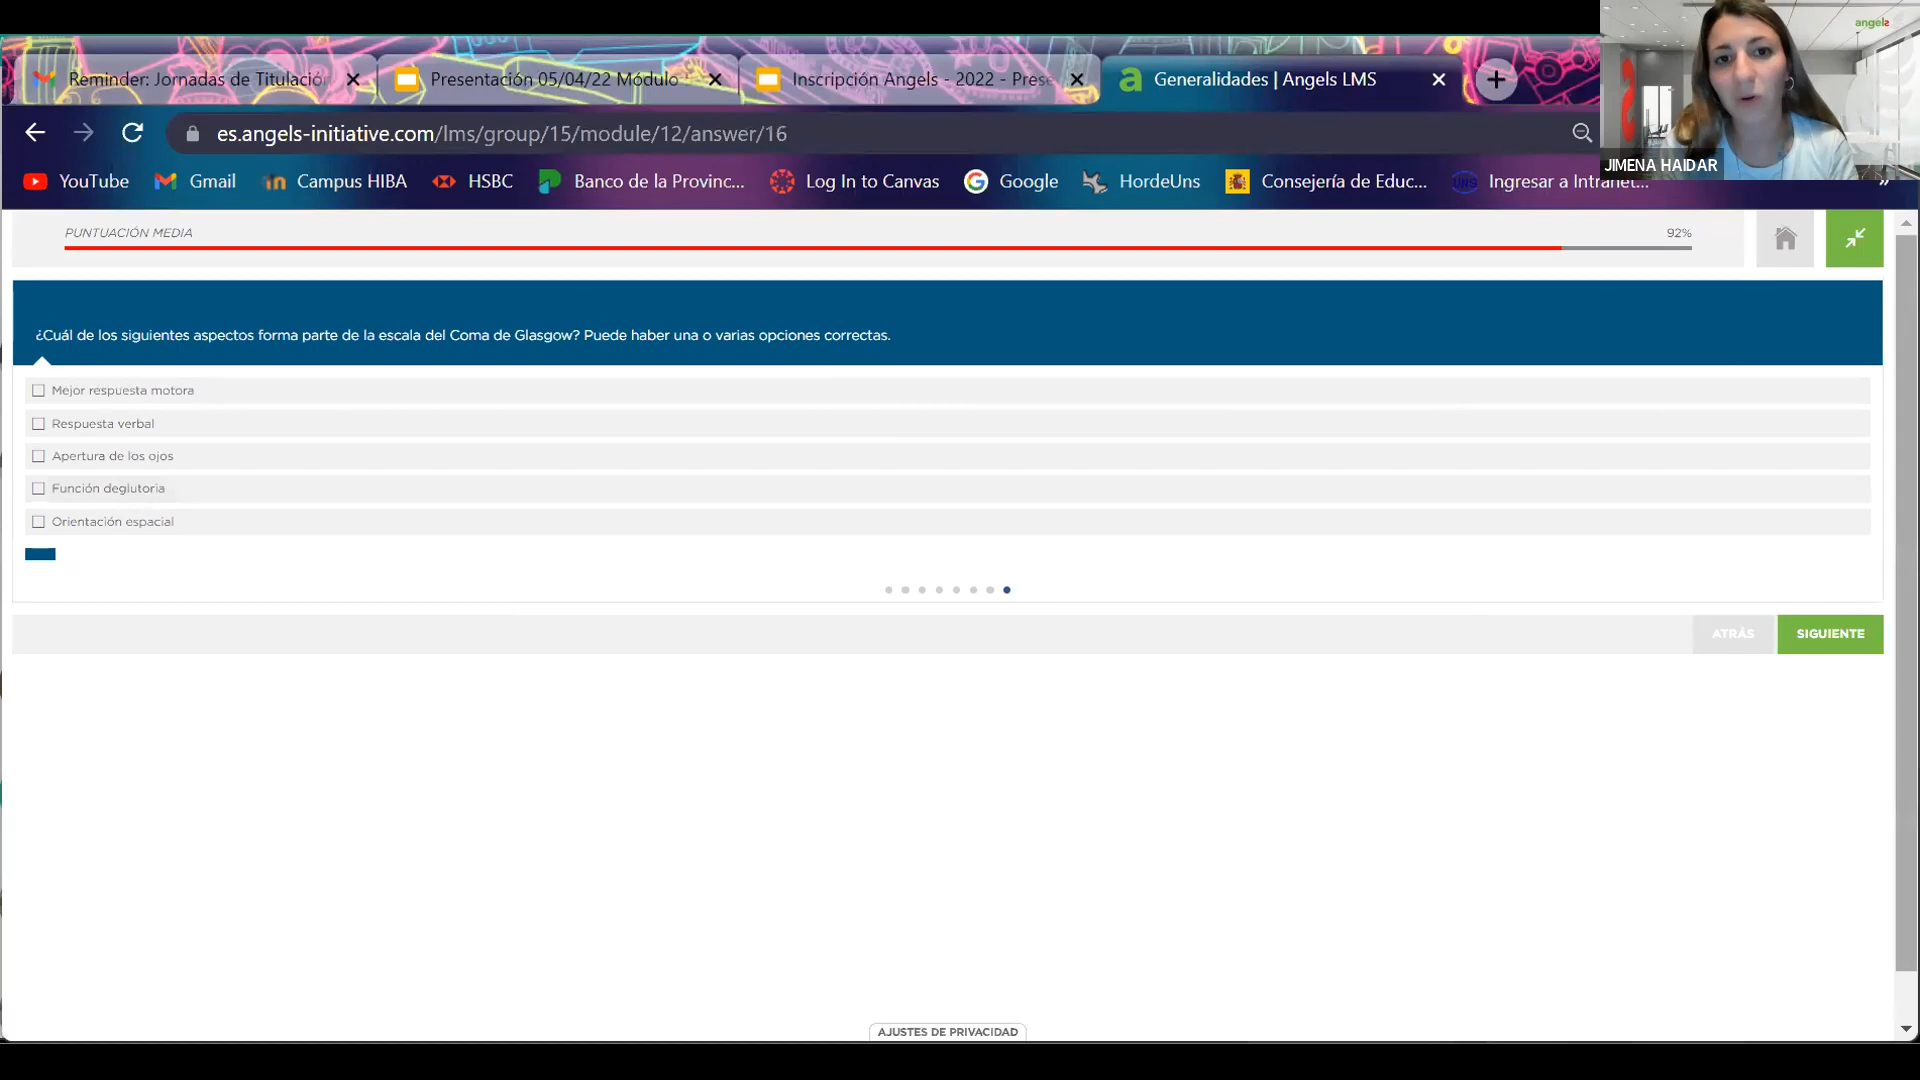 angels
Reminder: Jornadas de Titulación
Presentación 05/04/22 Módulo
Inscripción Angels - 2022 - Prese
Generalidades | Angels LMS
es.angels-initiative.com/lms/group/15/module/12/answer/16
JIMENA HAIDAR
YouTube
Gmail
Campus HIBA
HSBC
Banco de la Provinc...
Log In to Canvas
Google
HordeUns
Consejería de Educ...
UNS
Ingresar a Intranet...
PUNTUACIÓN MEDIA
92%
¿Cuál de los siguientes aspectos forma parte de la escala del Coma de Glasgow? Puede haber una o varias opciones correctas.
Mejor respuesta motora
Respuesta verbal
Apertura de los ojos
Función deglutoria
Orientación espacial
ATRÁS
SIGUIENTE
AJUSTES DE PRIVACIDAD